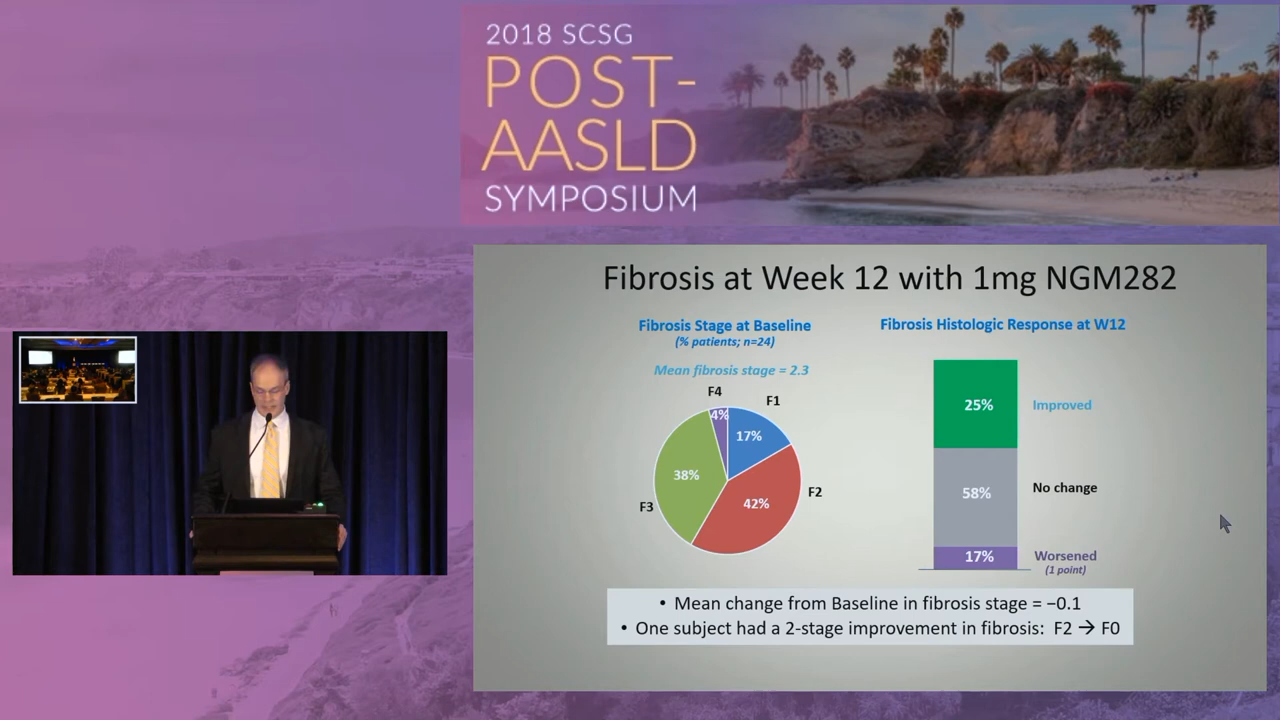 2018 SCSG
POST-
AASLD
SYMPOSIUM
Fibrosis at Week 12 with 1mg NGM282
Fibrosis Stage at Baseline
(% patients; n=24)
Mean fibrosis stage = 2.3
F4
F1
4%
17%
38%
F3
42%
F2
Fibrosis Histologic Response at W12
25%
Improved
58%
No change
17%
Worsened
(1 point)
• Mean change from Baseline in fibrosis stage = −0.1
• One subject had a 2-stage improvement in fibrosis: F2 → F0